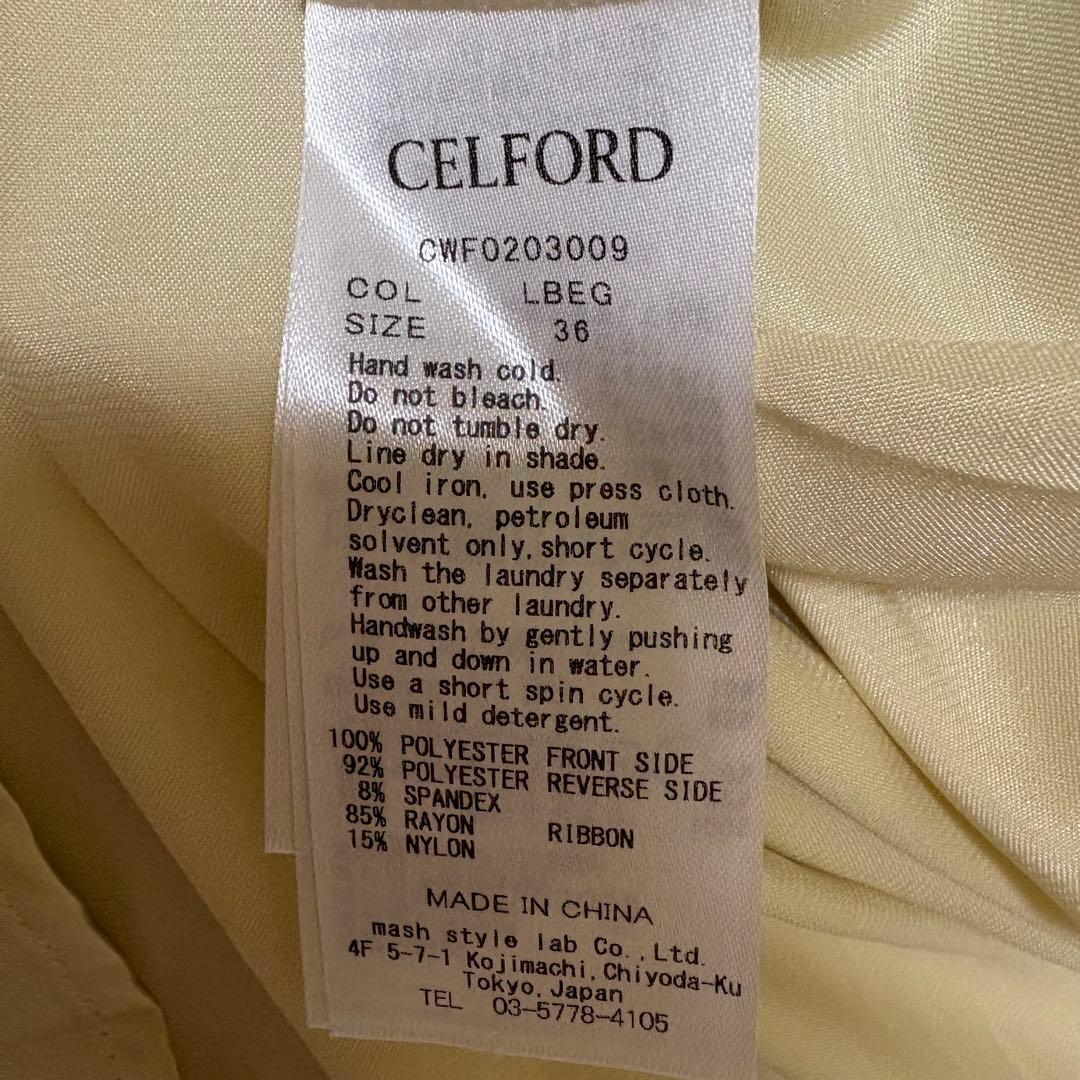 CELFORD
CWF0203009
COL LBEG
SIZE 36
Hand wash cold.
Do not bleach.
Do not tumble dry.
Line dry in shade.
Cool iron, use press cloth.
Dryclean, petroleum
solvent only, short cycle.
Wash the laundry separately
from other laundry.
Handwash by gently pushing
up and down in water.
Use a short spin cycle.
Use mild detergent.
100% POLYESTER FRONT SIDE
92% POLYESTER REVERSE SIDE
8% SPANDEX
85% RAYON RIBBON
15% NYLON
MADE IN CHINA
mash style lab Co., Ltd.
4F 5-7-1 Kojimachi, Chiyoda-Ku
Tokyo, Japan
TEL 03-5778-4105